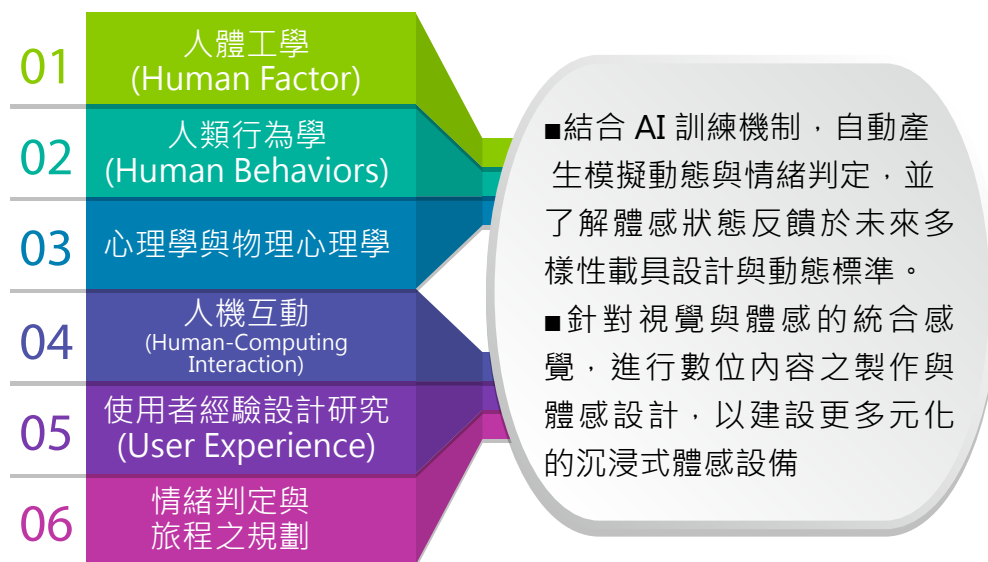 01
人體工學
(Human Factor)
02
人類行為學
(Human Behaviors)
03
心理學與物理心理學
04
人機互動
(Human-Computing
Interaction)
05
使用者經驗設計研究
(User Experience)
06
情緒判定與
旅程之規劃
■結合 AI 訓練機制，自動產
生模擬動態與情緒判定，並
了解體感狀態反饋於未來多
樣性載具設計與動態標準。
■針對視覺與體感的統合感
覺，進行數位內容之製作與
體感設計，以建設更多元化
的沉浸式體感設備